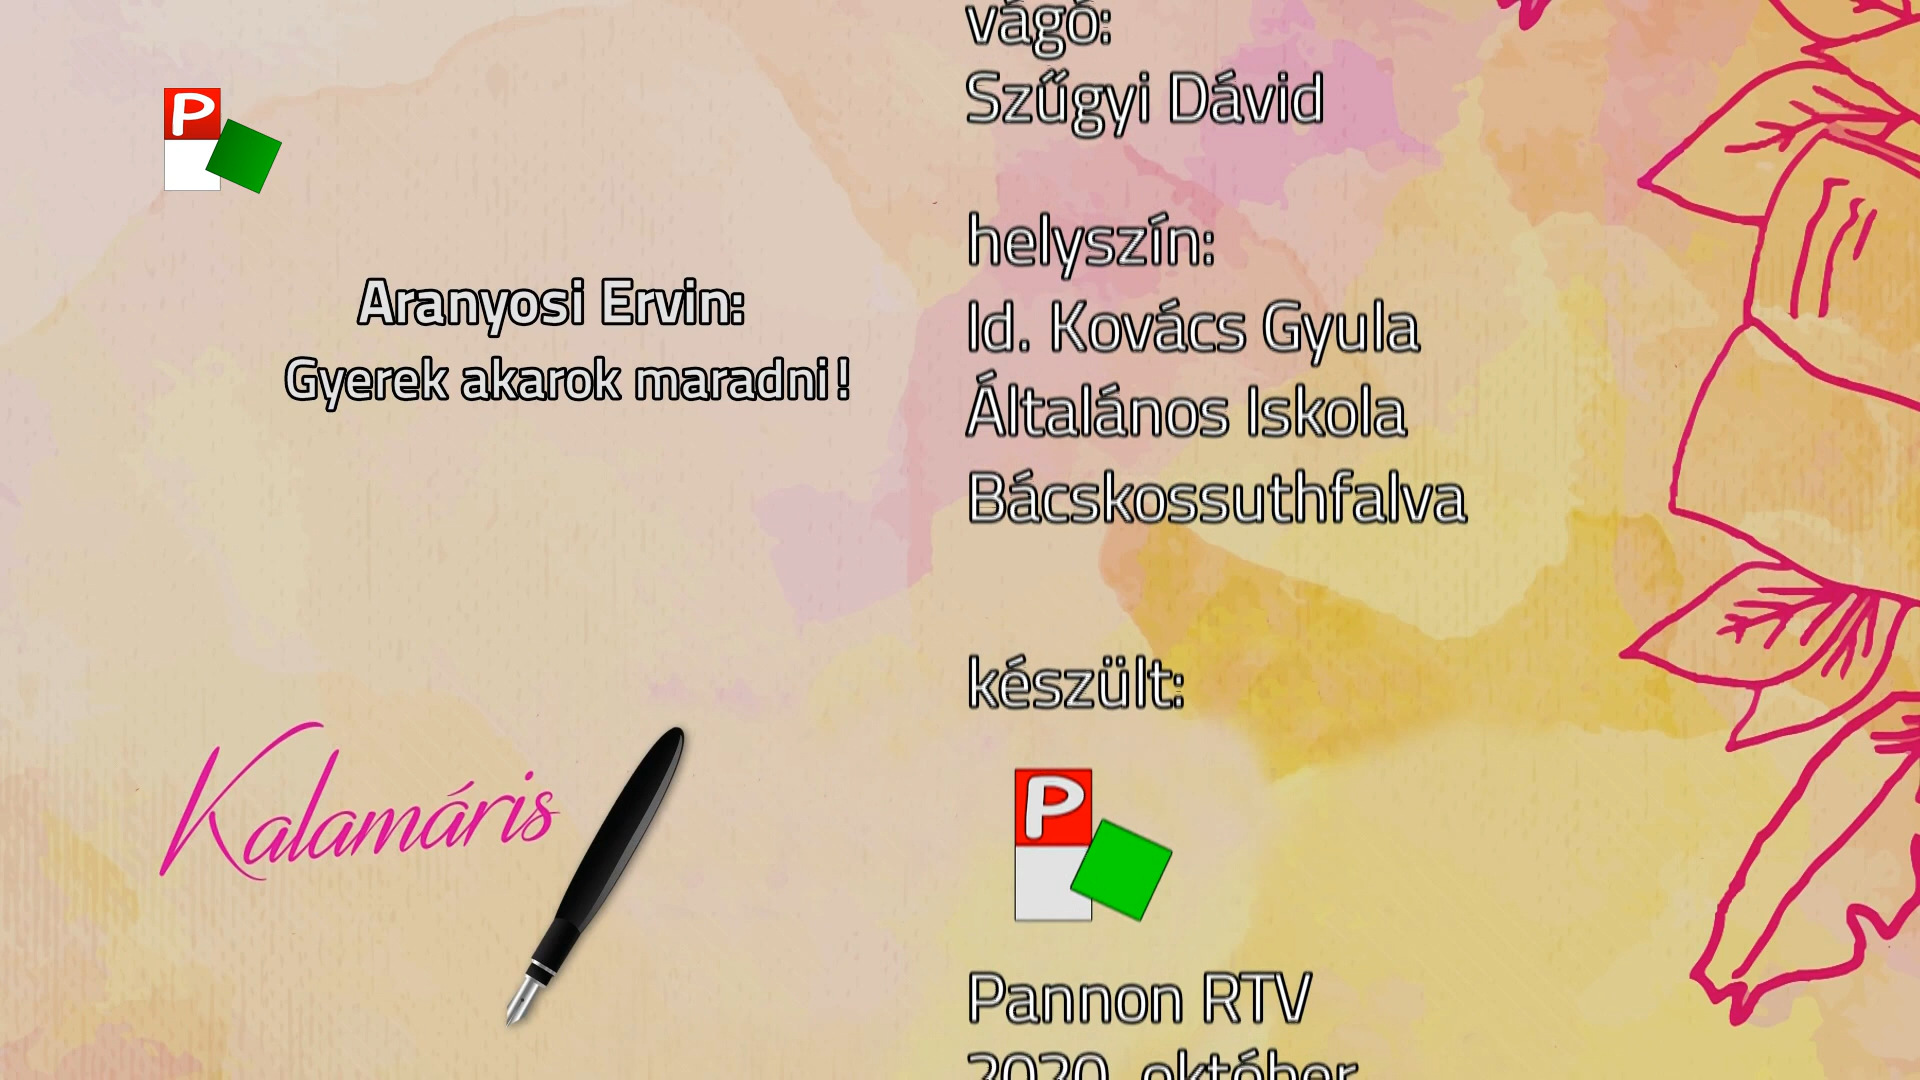 P
Aranyosi Ervin:
Gyerek akarok maradni!
Kalamáris
vágó:
Szűgyi Dávid
helyszín:
Id. Kovács Gyula
Általános Iskola
Bácskossuthfalva
készült:
P
Pannon RTV
2020. október